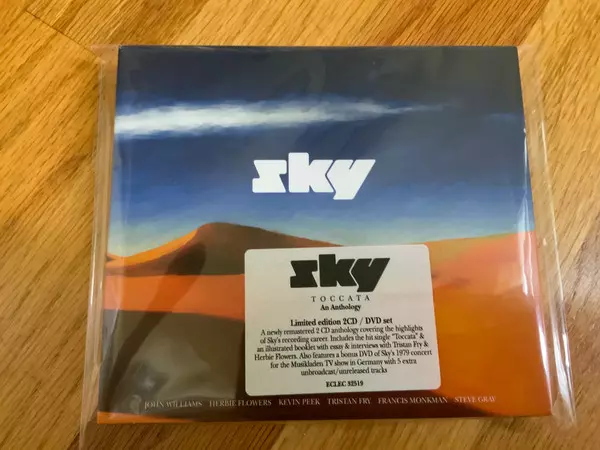 sky
sky
TOCCATA
An Anthology
Limited edition 2CD / DVD set
A newly remastered 2 CD anthology covering the highlights
of Sky's recording career. Includes the hit single "Toccata" &
an illustrated booklet with essay & interviews with Tristan Fry &
Herbie Flowers. Also features a bonus DVD of Sky's 1979 concert
for the Musikladen TV show in Germany with 5 extra
unbroadcast/unreleased tracks
ECLEC 32519
JOHN WILLIAMS HERBIE FLOWERS KEVIN PEEK TRISTAN FRY FRANCIS MONKMAN STEVE GRAY